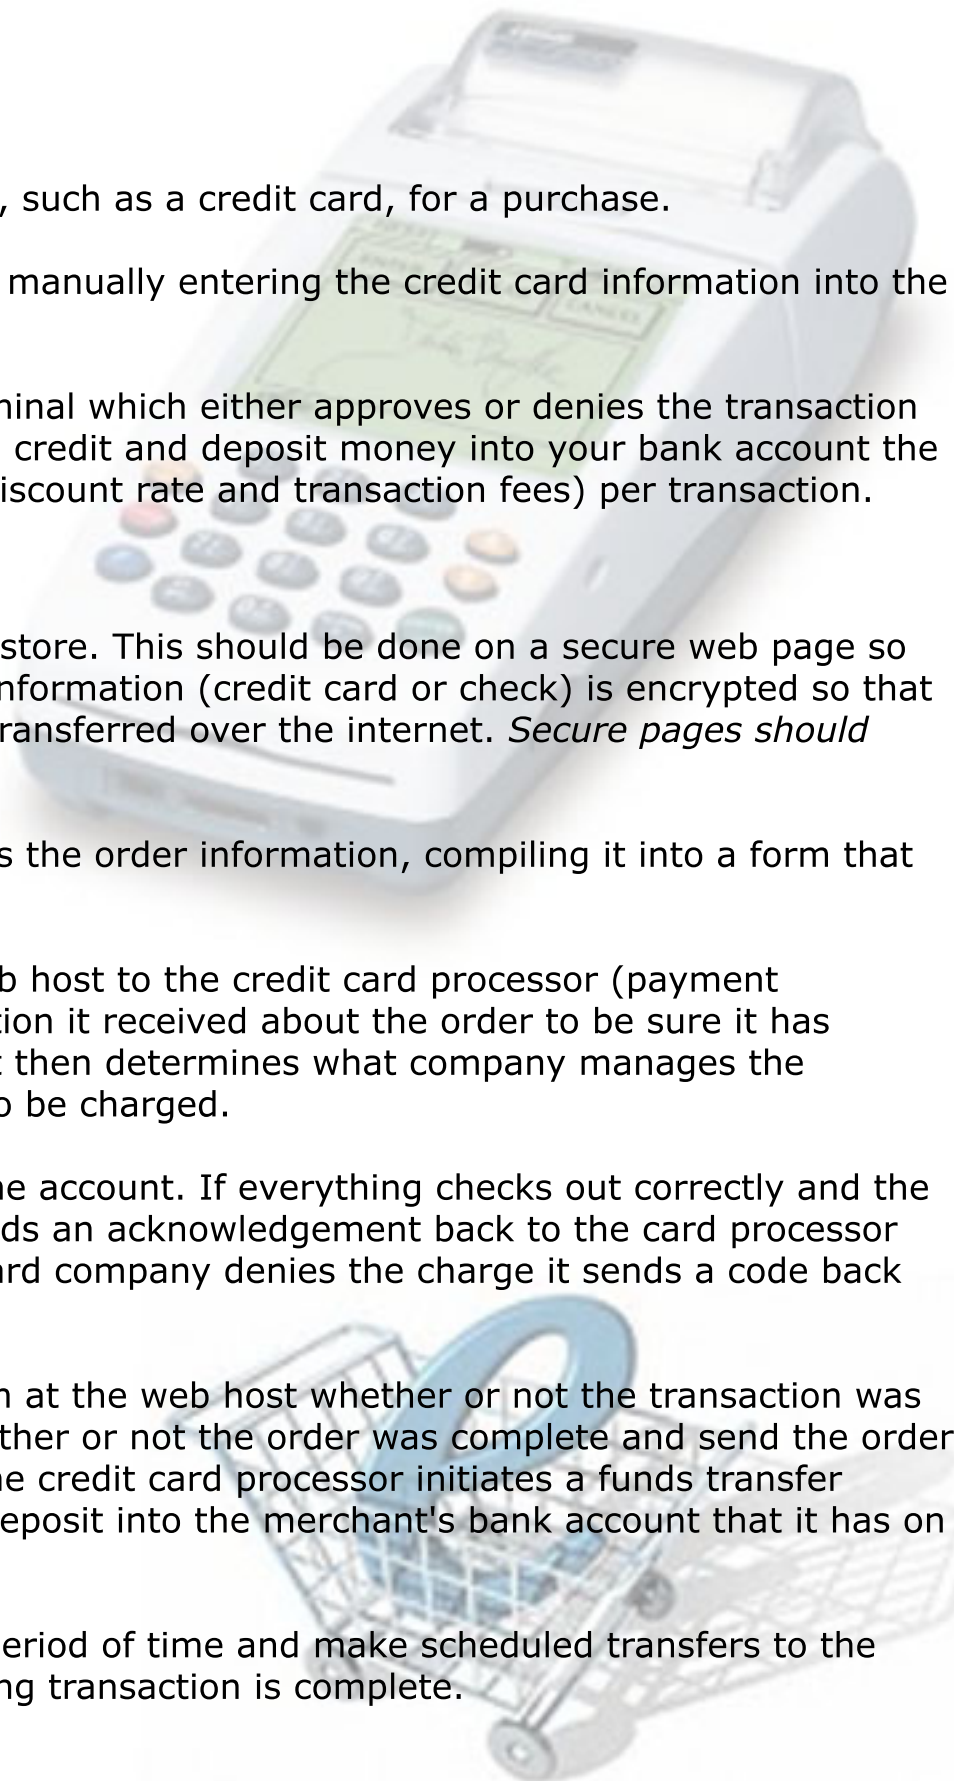 , such as a credit card, for a purchase.
manually entering the credit card information into the
minal which either approves or denies the transaction
credit and deposit money into your bank account the
iscount rate and transaction fees) per transaction.
store. This should be done on a secure web page so
nformation (credit card or check) is encrypted so that
ransferred over the internet. Secure pages should
s the order information, compiling it into a form that
b host to the credit card processor (payment
tion it received about the order to be sure it has
t then determines what company manages the
o be charged.
he account. If everything checks out correctly and the
ds an acknowledgement back to the card processor
ard company denies the charge it sends a code back
n at the web host whether or not the transaction was
ther or not the order was complete and send the order
he credit card processor initiates a funds transfer
eposit into the merchant's bank account that it has on
eriod of time and make scheduled transfers to the
ng transaction is complete.